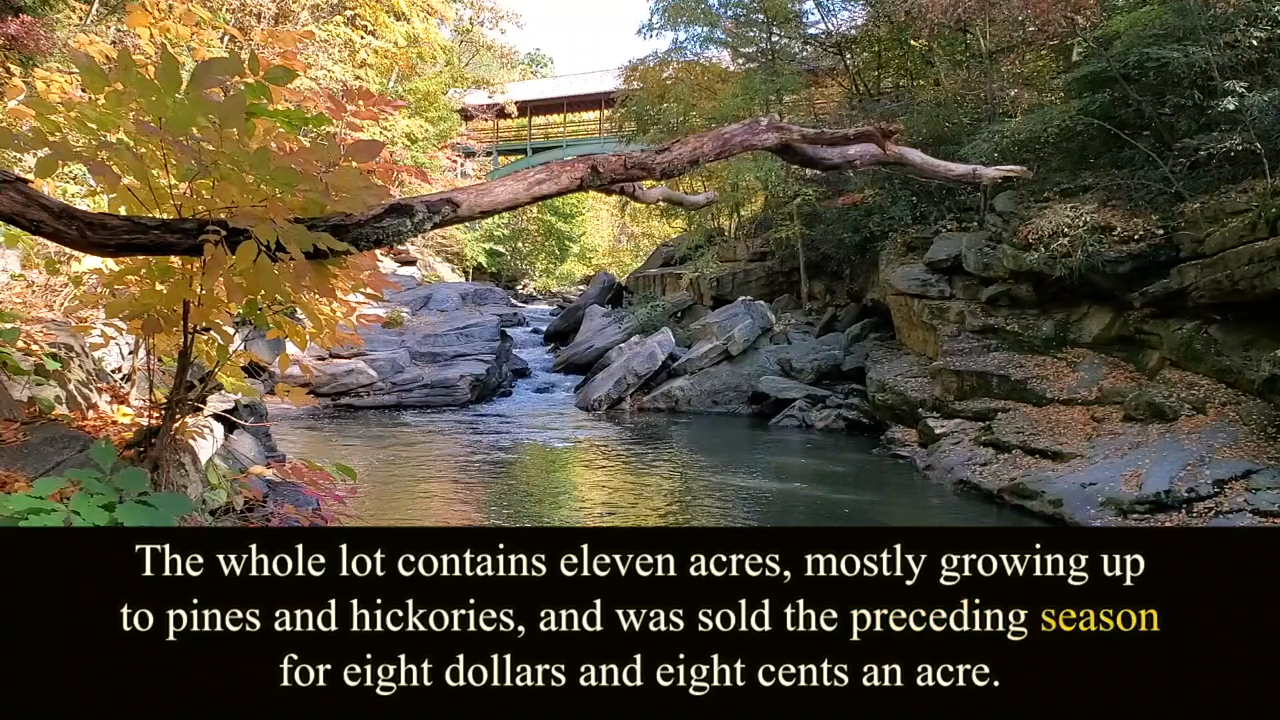 The whole lot contains eleven acres, mostly growing up
to pines and hickories, and was sold the preceding season
for eight dollars and eight cents an acre.